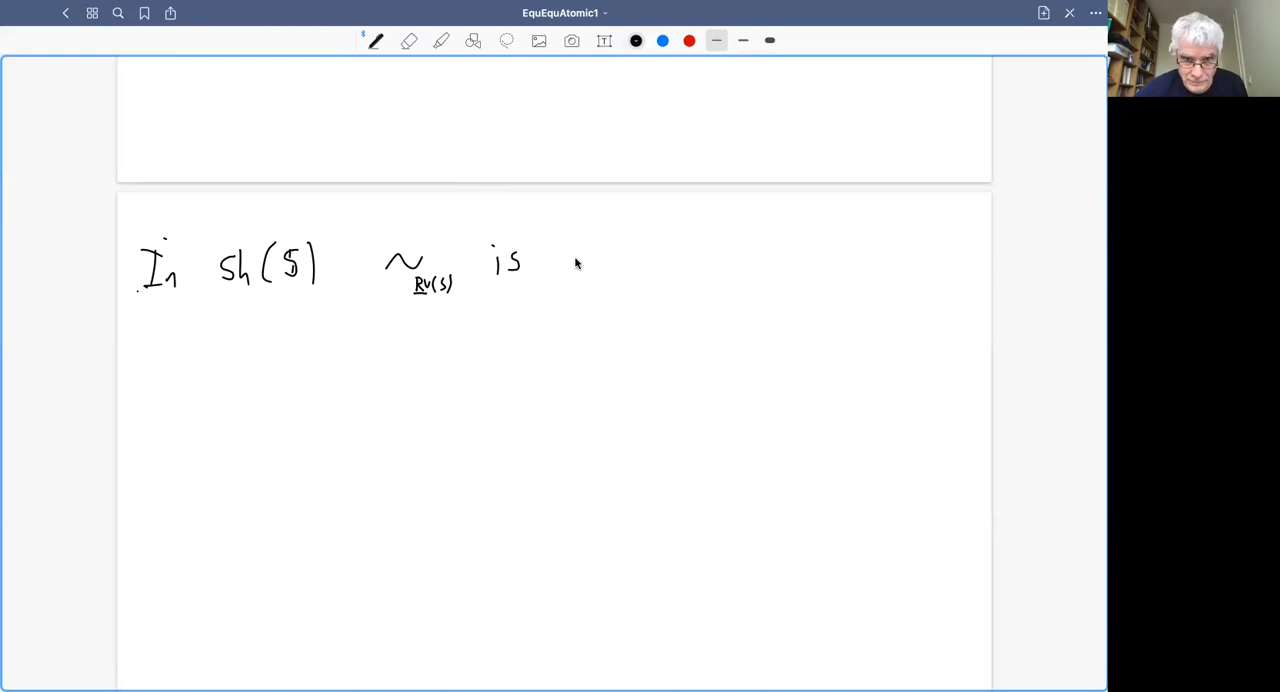 EquEquAtomic1
In Sh(𝕊) ~RV(S) is